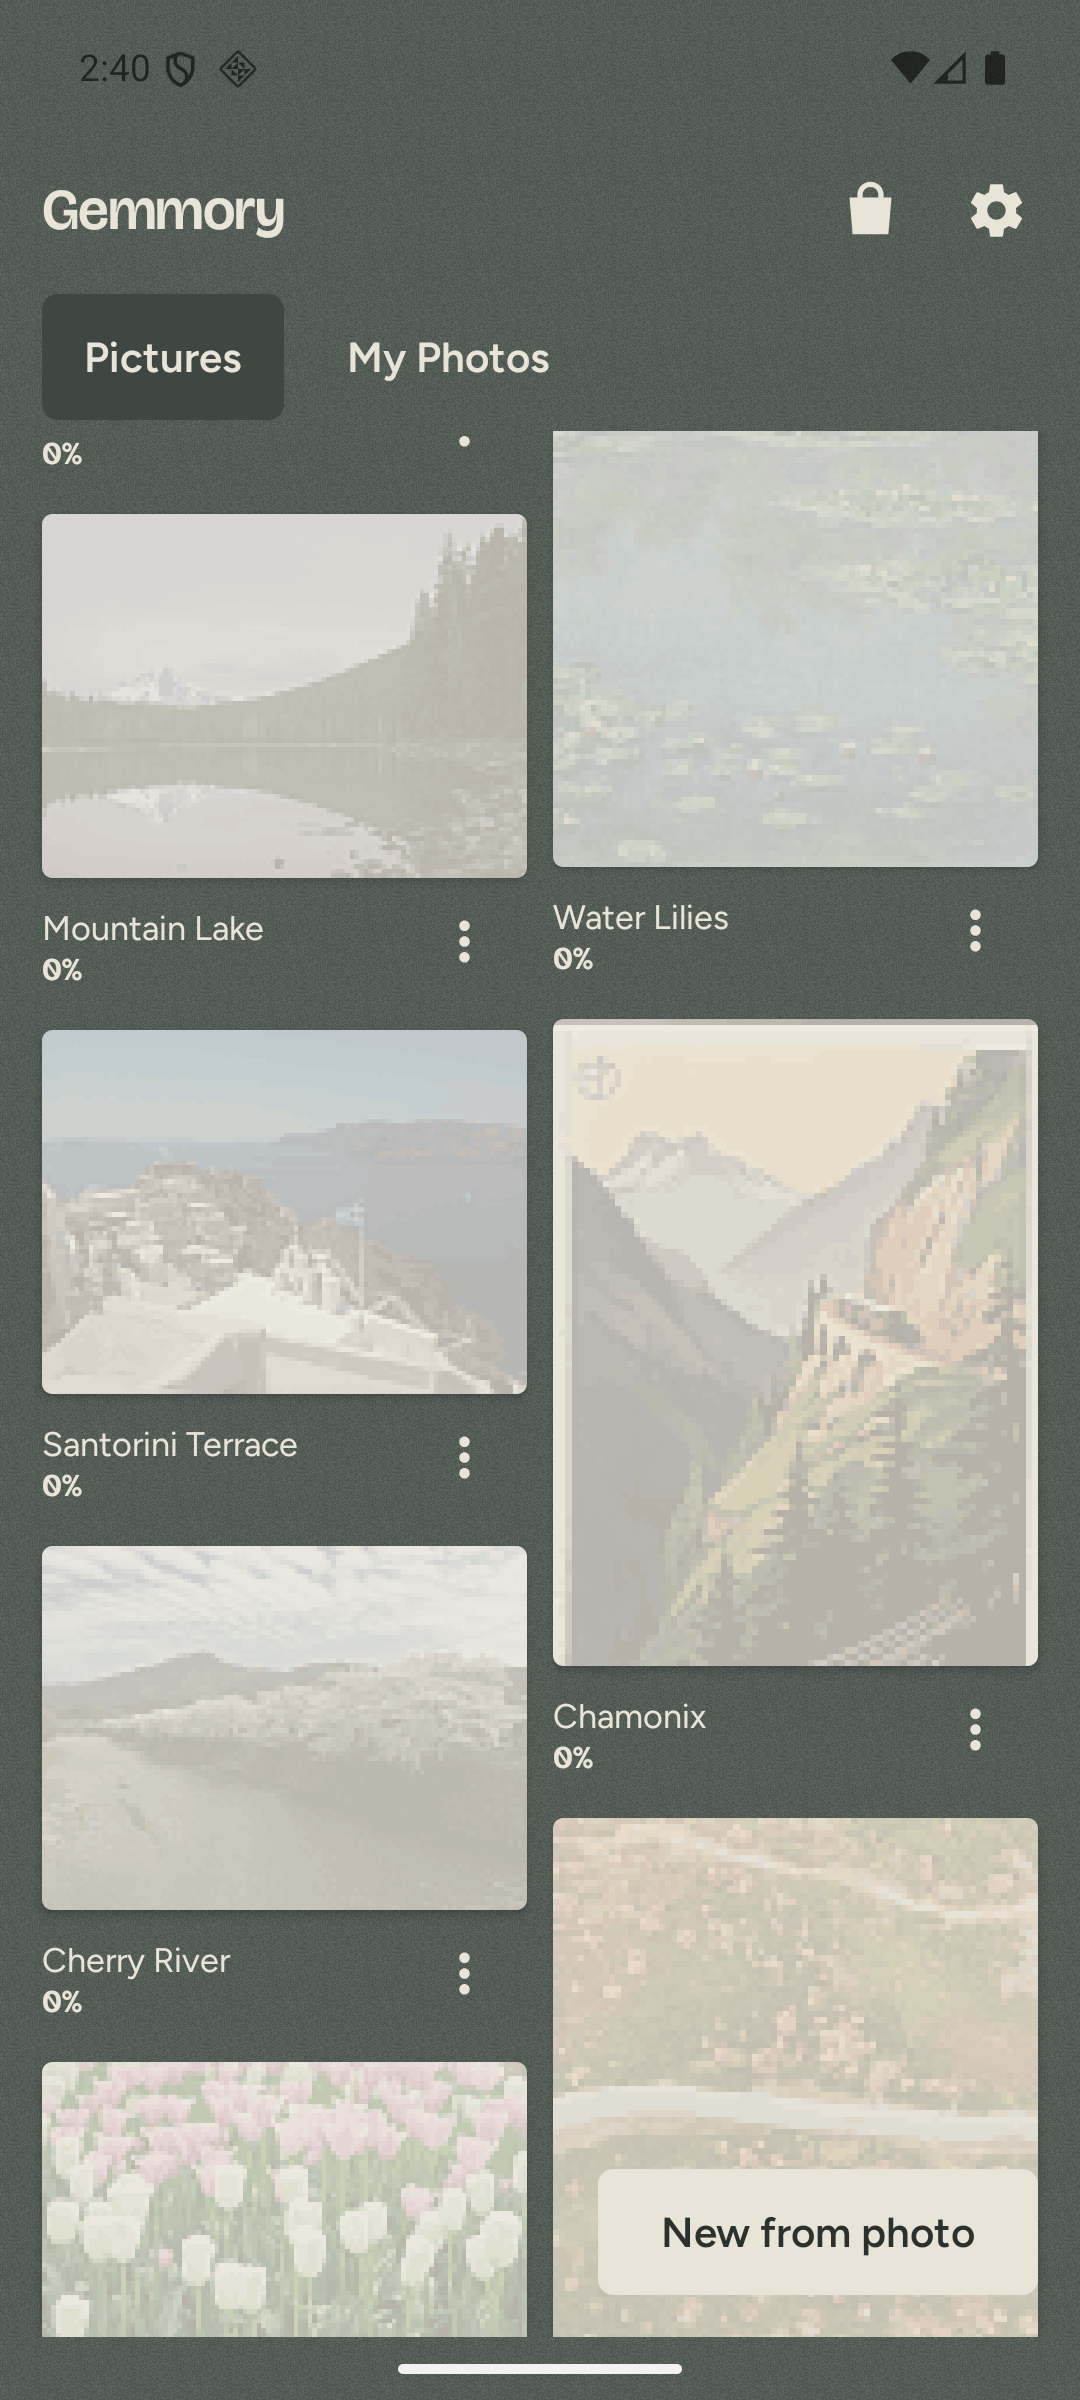 2:40
Gemmory
Pictures
My Photos
0%
Mountain Lake
0%
Water Lilies
0%
Santorini Terrace
0%
Chamonix
0%
Cherry River
0%
New from photo